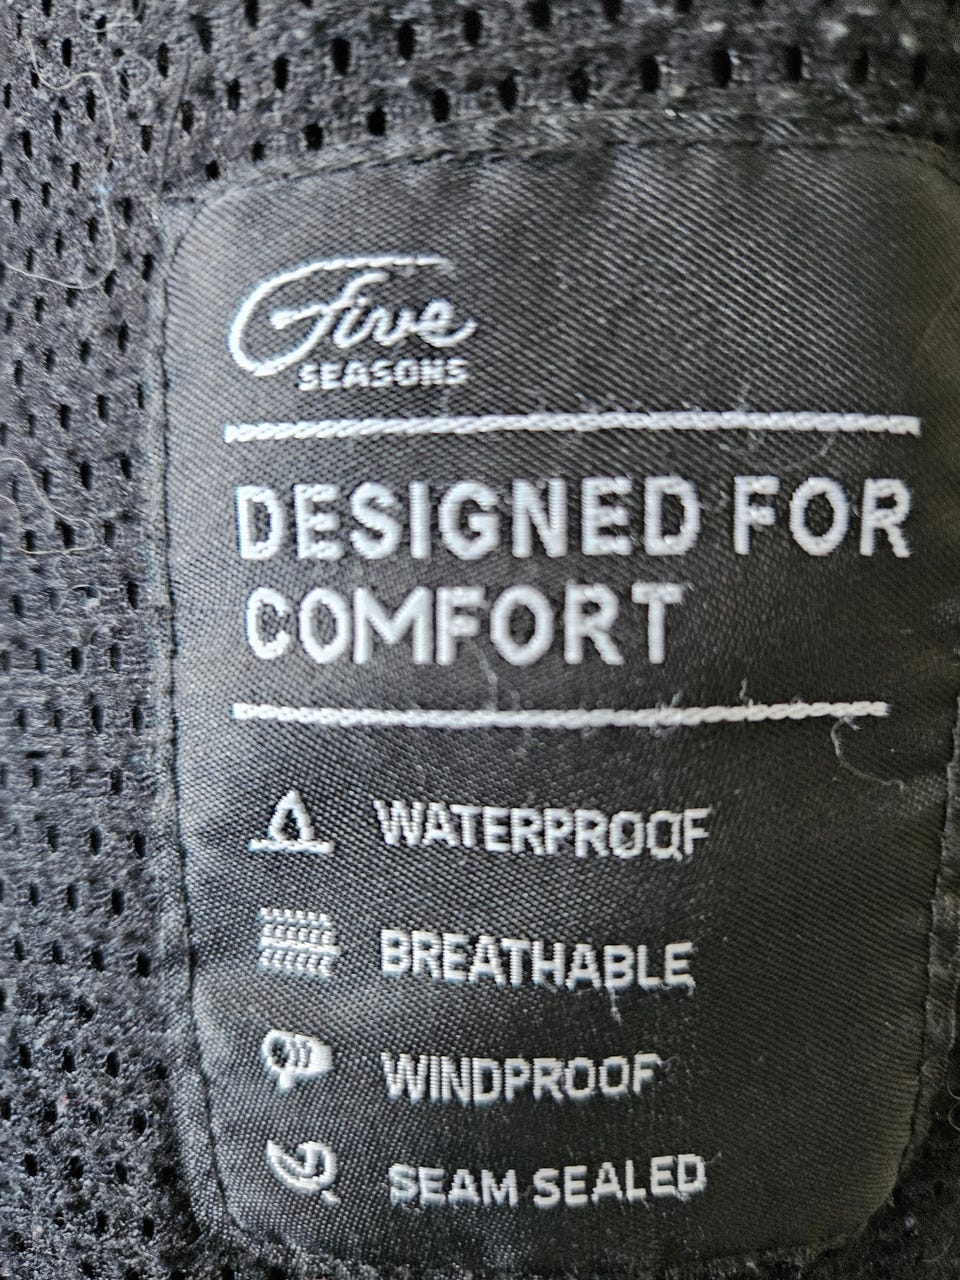 Five
SEASONS
DESIGNED FOR
COMFORT
WATERPROOF
BREATHABLE
WINDPROOF
SEAM SEALED